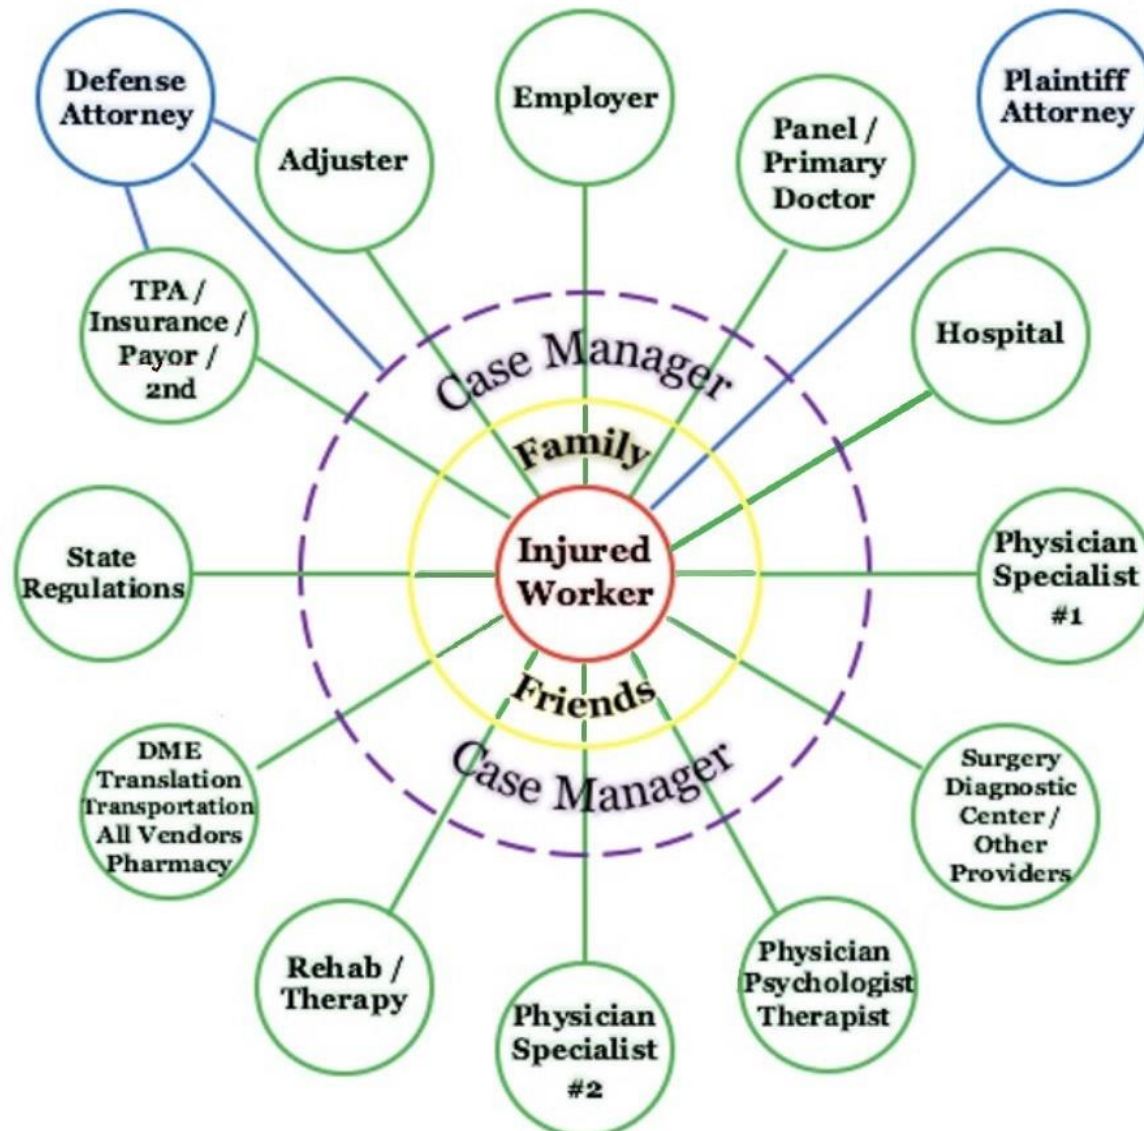 Defense
Attorney
Adjuster
Employer
Panel /
Primary
Doctor
Plaintiff
Attorney
TPA /
Insurance /
Payor /
2nd
Hospital
Case Manager
Family
Injured
Worker
Friends
Case Manager
State
Regulations
Physician
Specialist
#1
DME
Translation
Transportation
All Vendors
Pharmacy
Surgery
Diagnostic
Center /
Other
Providers
Rehab /
Therapy
Physician
Specialist
#2
Physician
Psychologist
Therapist